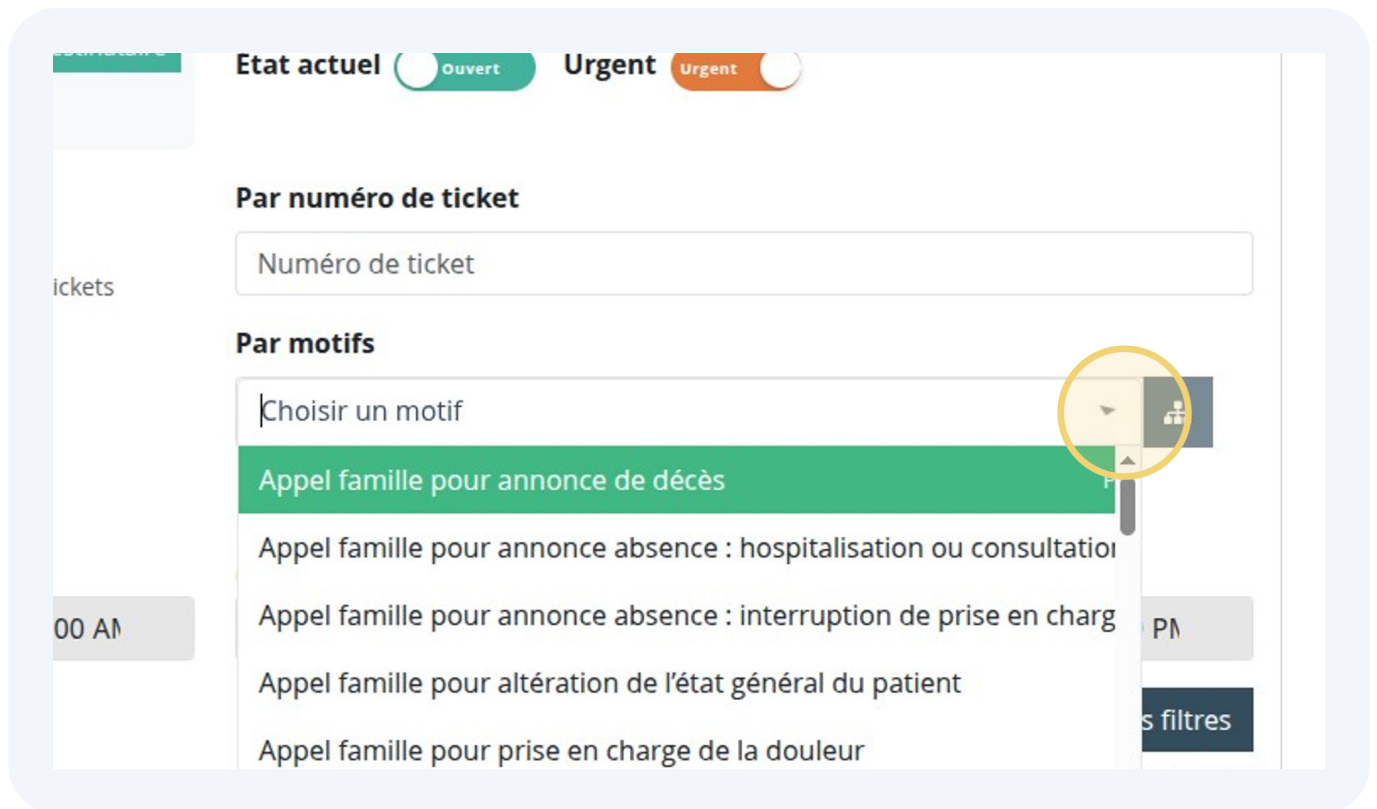 Etat actuel Ouvert Urgent Urgent
Par numéro de ticket
Numéro de ticket
ickets
Par motifs
Choisir un motif
Appel famille pour annonce de décès
Appel famille pour annonce absence : hospitalisation ou consultation
Appel famille pour annonce absence : interruption de prise en charg
00 AM PM
Appel famille pour altération de l’état général du patient
s filtres
Appel famille pour prise en charge de la douleur